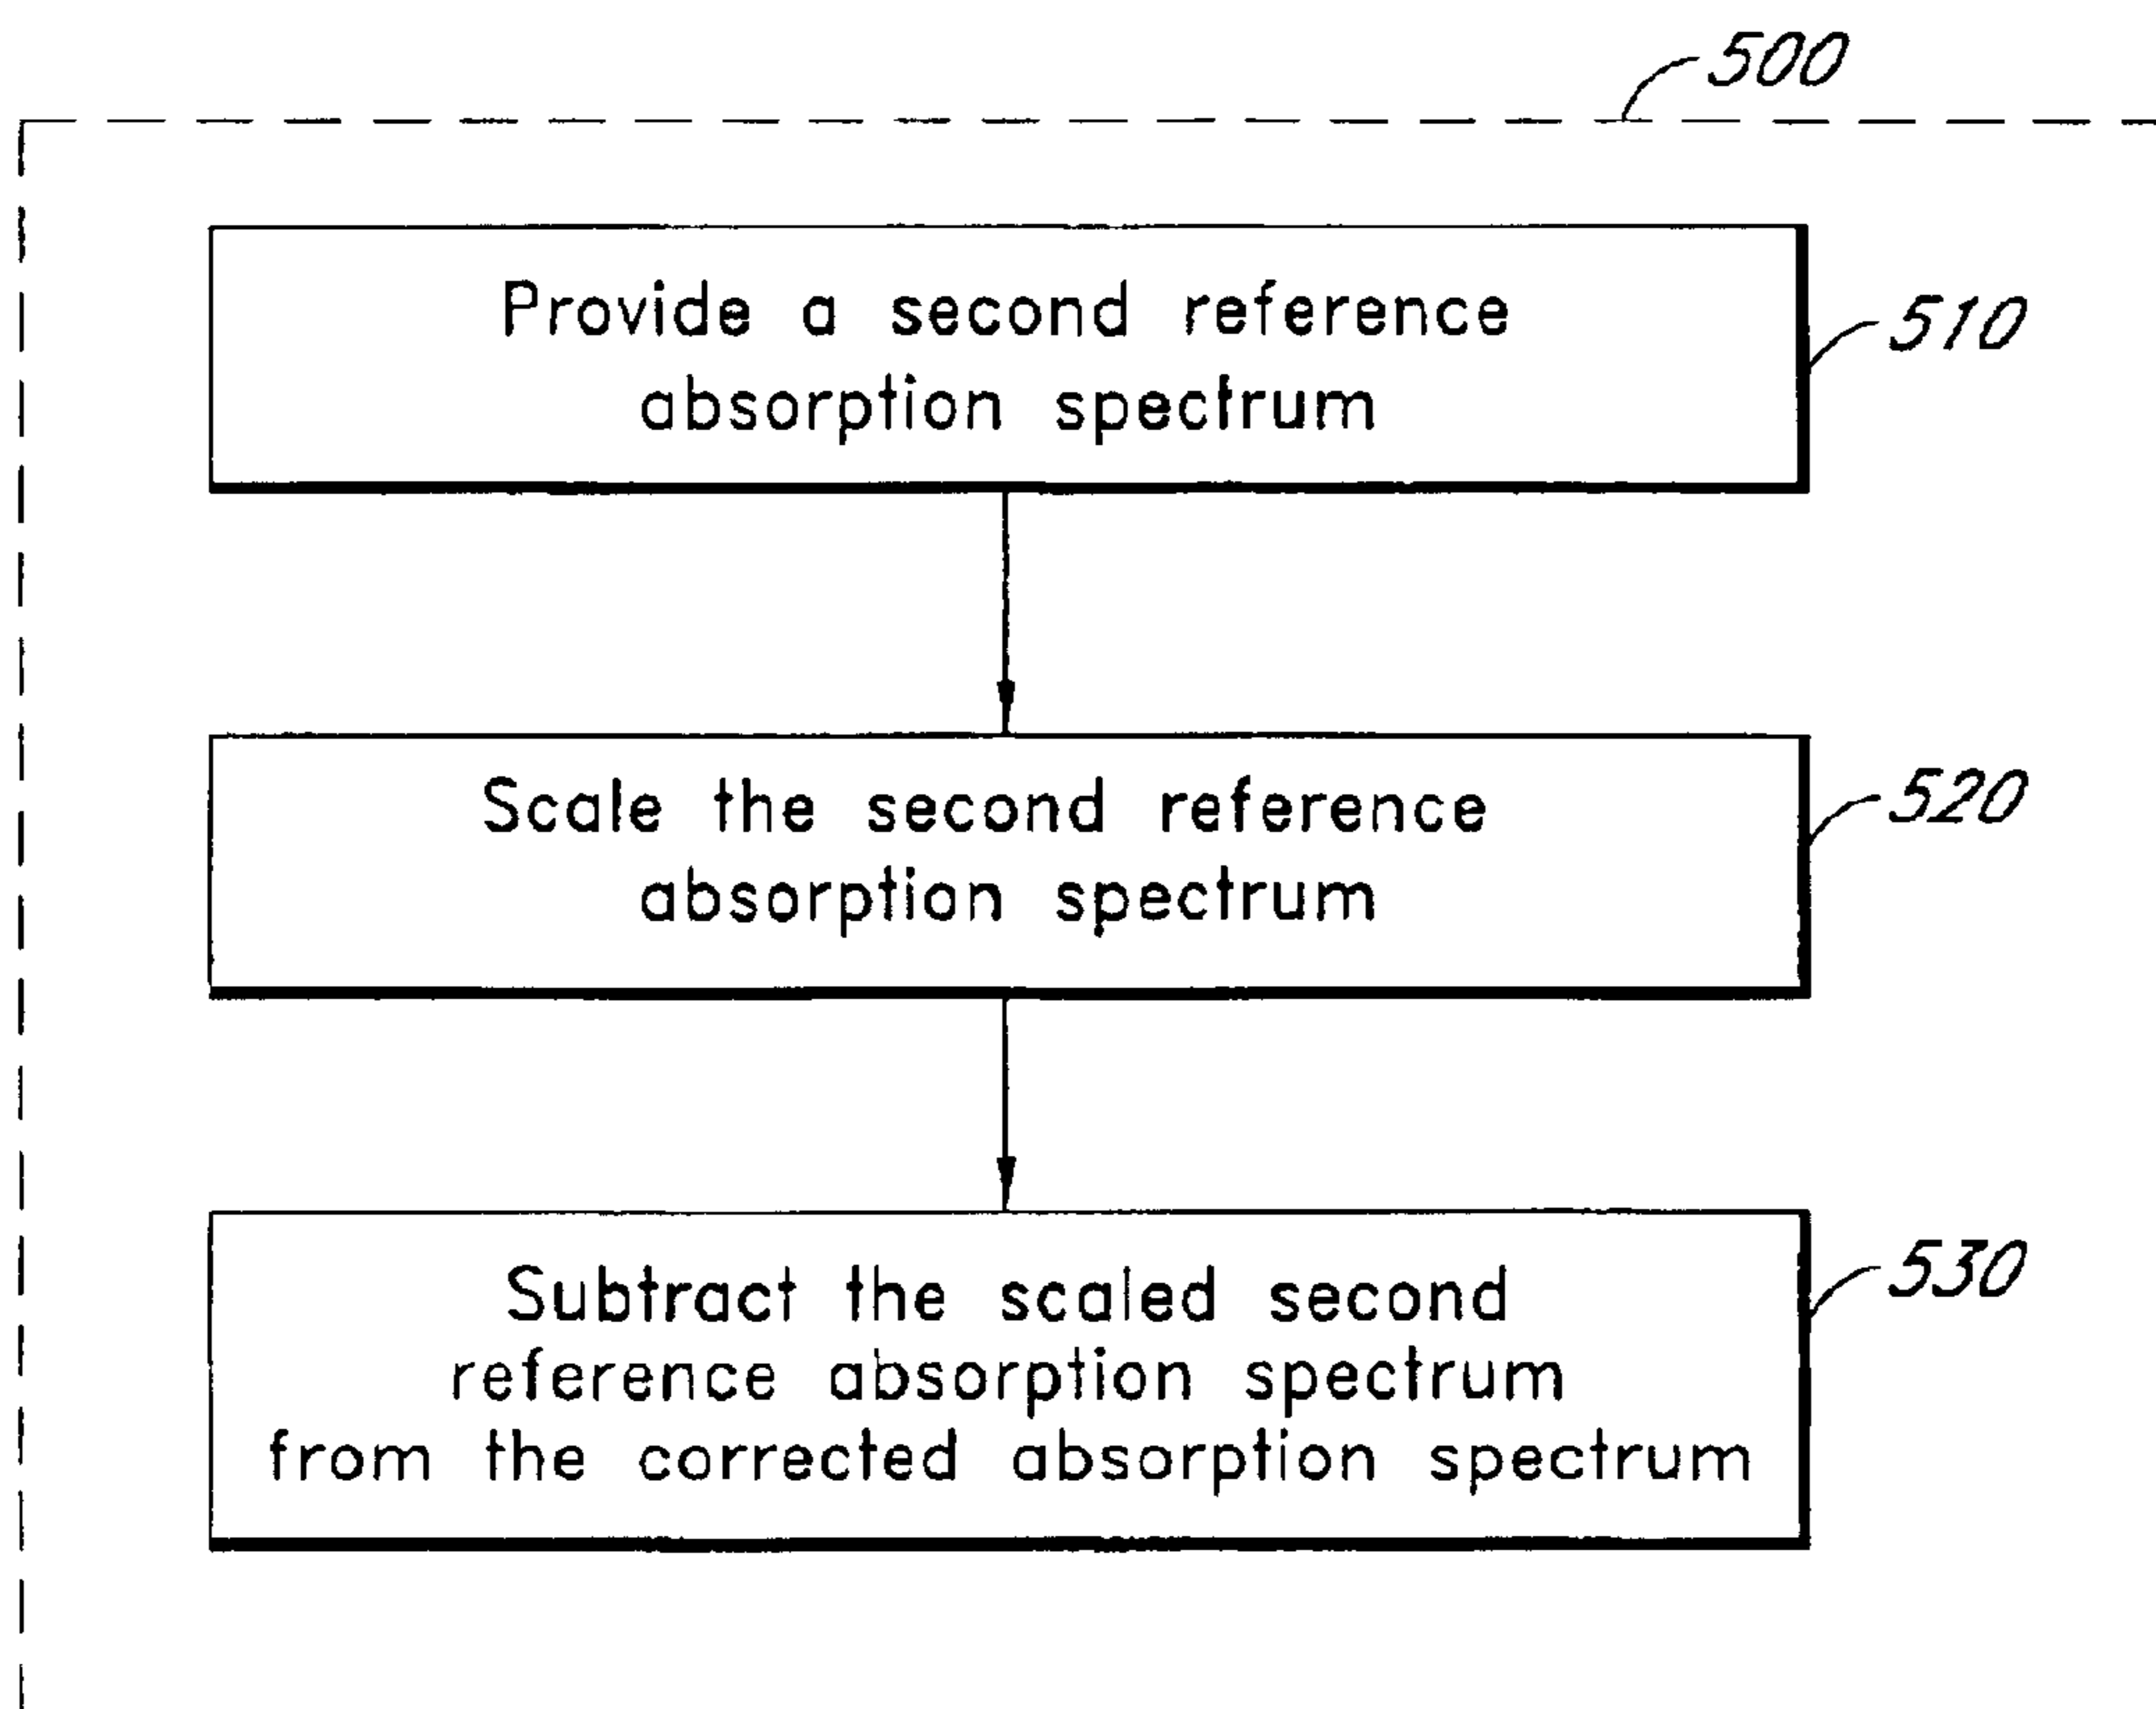 500
Provide a second reference
absorption spectrum
510
Scale the second reference
absorption spectrum
520
Subtract the scaled second
reference absorption spectrum
from the corrected absorption spectrum
530